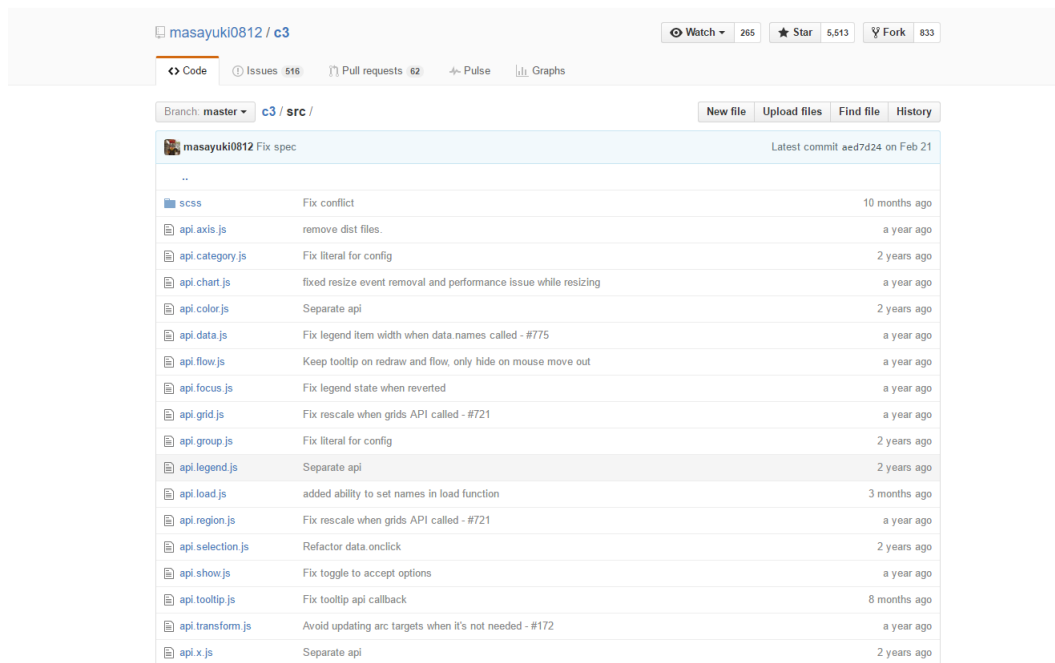 masayuki0812 / c3 Watch 265 Star 5,513 Fork 833
Code Issues 516 Pull requests 62 Pulse Graphs
Branch: master c3 / src / New file Upload files Find file History
masayuki0812 Fix spec Latest commit aed7d24 on Feb 21
..
scss Fix conflict 10 months ago
api.axis.js remove dist files. a year ago
api.category.js Fix literal for config 2 years ago
api.chart.js fixed resize event removal and performance issue while resizing a year ago
api.color.js Separate api 2 years ago
api.data.js Fix legend item width when data.names called - #775 a year ago
api.flow.js Keep tooltip on redraw and flow, only hide on mouse move out a year ago
api.focus.js Fix legend state when reverted a year ago
api.grid.js Fix rescale when grids API called - #721 a year ago
api.group.js Fix literal for config 2 years ago
api.legend.js Separate api 2 years ago
api.load.js added ability to set names in load function 3 months ago
api.region.js Fix rescale when grids API called - #721 a year ago
api.selection.js Refactor data.onclick 2 years ago
api.show.js Fix toggle to accept options a year ago
api.tooltip.js Fix tooltip api callback 8 months ago
api.transform.js Avoid updating arc targets when it's not needed - #172 a year ago
api.x.js Separate api 2 years ago